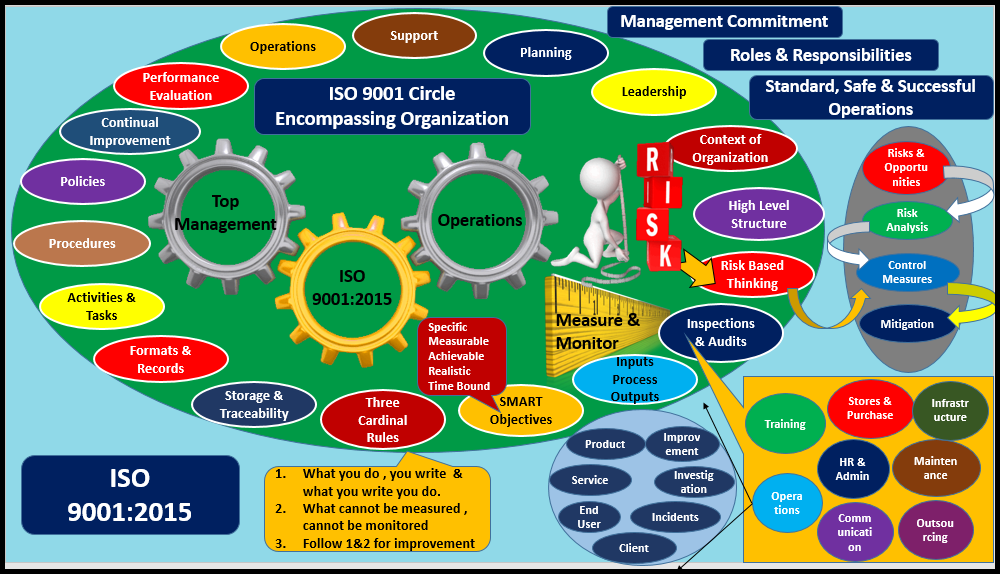 Management Commitment
Roles & Responsibilities
Standard, Safe & Successful
Operations
ISO 9001 Circle
Encompassing Organization
Operations
Support
Planning
Leadership
Context of
Organization
High Level
Structure
Risk Based
Thinking
Inspections
& Audits
Inputs
Process
Outputs
SMART
Objectives
Three
Cardinal
Rules
Storage &
Traceability
Formats &
Records
Activities &
Tasks
Procedures
Policies
Continual
Improvement
Performance
Evaluation
Top
Management
ISO
9001:2015
Operations
R
I
S
K
Measure &
Monitor
Specific
Measurable
Achievable
Realistic
Time Bound
Risks &
Opportu
nities
Risk
Analysis
Control
Measures
Mitigation
ISO
9001:2015
1. What you do , you write &
what you write you do.
2. What cannot be measured ,
cannot be monitored
3. Follow 1&2 for improvement
Product
Improv
ement
Service
Investig
ation
End
User
Incidents
Client
Training
Stores &
Purchase
Infrastr
ucture
HR &
Admin
Mainten
ance
Opera
tions
Comm
unicati
on
Outsou
rcing